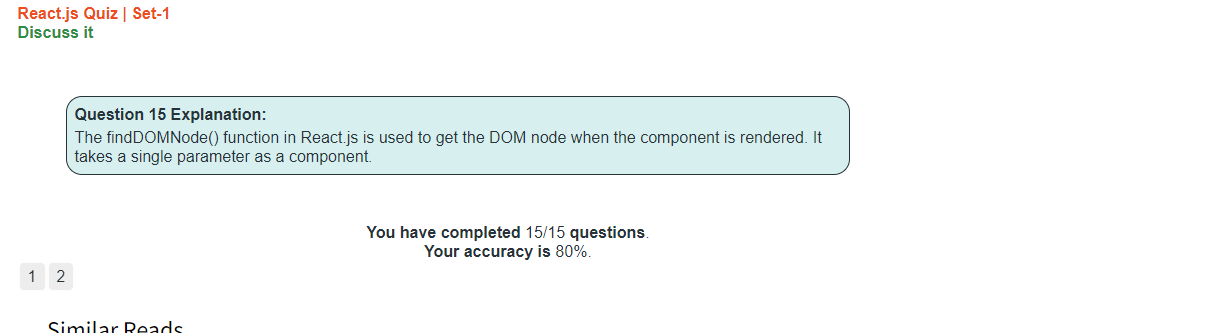 React.js Quiz | Set-1
Discuss it
Question 15 Explanation:
The findDOMNode() function in React.js is used to get the DOM node when the component is rendered. It
takes a single parameter as a component.
You have completed 15/15 questions.
Your accuracy is 80%.
1 2
Similar Reads